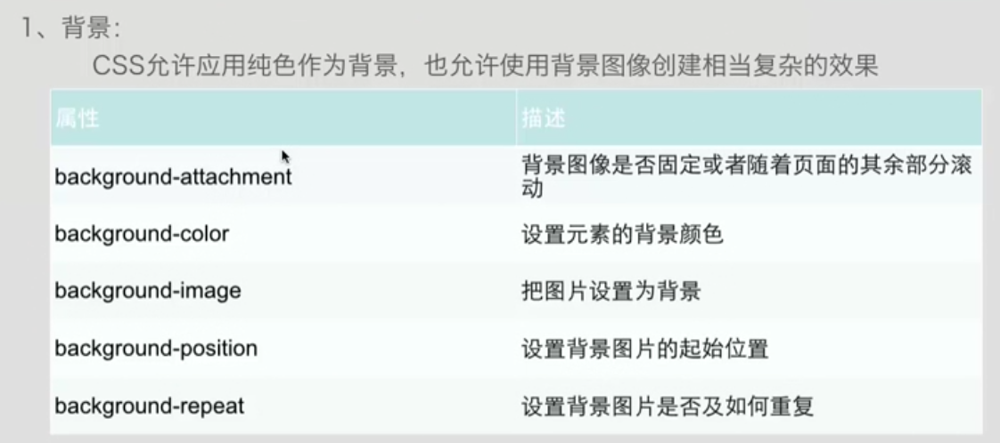 1、背景：
CSS允许应用纯色作为背景，也允许使用背景图像创建相当复杂的效果
属性 描述
background-attachment 背景图像是否固定或者随着页面的其余部分滚
动
background-color 设置元素的背景颜色
background-image 把图片设置为背景
background-position 设置背景图片的起始位置
background-repeat 设置背景图片是否及如何重复